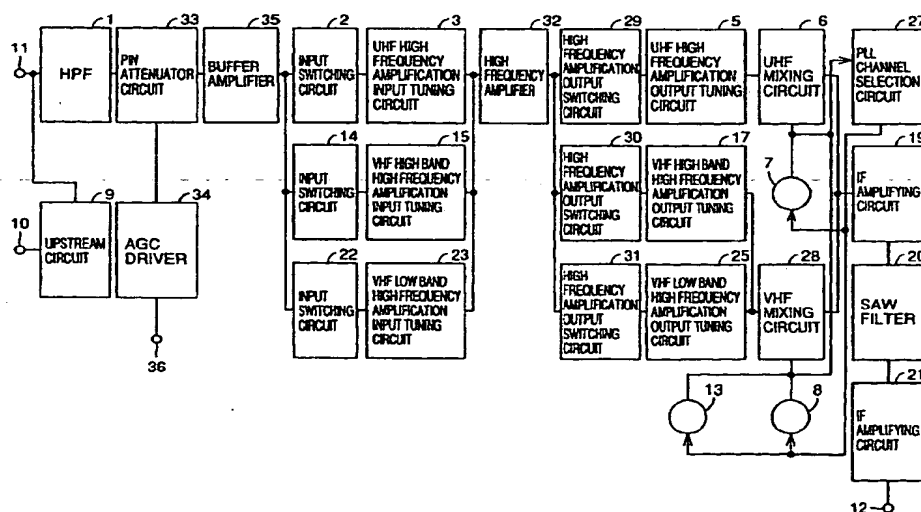 11
1
HPF
33
PIN
ATTENUATOR
CIRCUIT
35
BUFFER
AMPLIFIER
2
INPUT
SWITCHING
CIRCUIT
3
UHF HIGH
FREQUENCY
AMPLIFICATION
INPUT TUNING
CIRCUIT
32
HIGH
FREQUENCY
AMPLIFIER
29
HIGH
FREQUENCY
AMPLIFICATION
OUTPUT
SWITCHING
CIRCUIT
5
UHF HIGH
FREQUENCY
AMPLIFICATION
OUTPUT TUNING
CIRCUIT
6
UHF
MIXING
CIRCUIT
27
PLL
CHANNEL
SELECTION
CIRCUIT
14
INPUT
SWITCHING
CIRCUIT
15
VHF HIGH BAND
HIGH FREQUENCY
AMPLIFICATION
INPUT TUNING
CIRCUIT
30
HIGH
FREQUENCY
AMPLIFICATION
OUTPUT
SWITCHING
CIRCUIT
17
VHF HIGH BAND
HIGH FREQUENCY
AMPLIFICATION
OUTPUT TUNING
CIRCUIT
7
19
IF
AMPLIFYING
CIRCUIT
10
9
UPSTREAM
CIRCUIT
34
AGC
DRIVER
36
22
INPUT
SWITCHING
CIRCUIT
23
VHF LOW BAND
HIGH FREQUENCY
AMPLIFICATION
INPUT TUNING
CIRCUIT
31
HIGH
FREQUENCY
AMPLIFICATION
OUTPUT
SWITCHING
CIRCUIT
25
VHF LOW BAND
HIGH FREQUENCY
AMPLIFICATION
OUTPUT TUNING
CIRCUIT
28
VHF
MIXING
CIRCUIT
20
SAW
FILTER
13
8
21
IF
AMPLIFYING
CIRCUIT
12